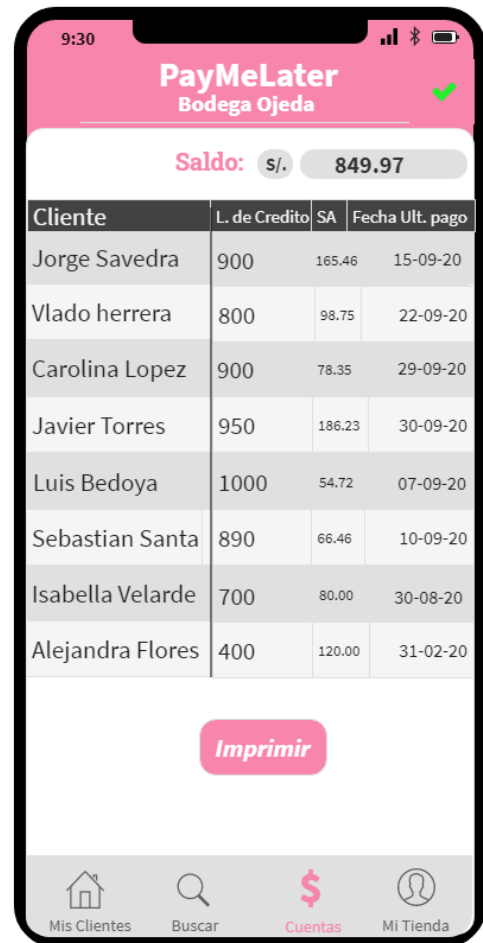 9:30
PayMeLater
Bodega Ojeda
Saldo: S/. 849.97
Cliente L. de Credito SA Fecha Ult. pago
Jorge Savedra 900 165.46 15-09-20
Vlado herrera 800 98.75 22-09-20
Carolina Lopez 900 78.35 29-09-20
Javier Torres 950 186.23 30-09-20
Luis Bedoya 1000 54.72 07-09-20
Sebastian Santa 890 66.46 10-09-20
Isabella Velarde 700 80.00 30-08-20
Alejandra Flores 400 120.00 31-02-20
Imprimir
Mis Clientes Buscar Cuentas Mi Tienda